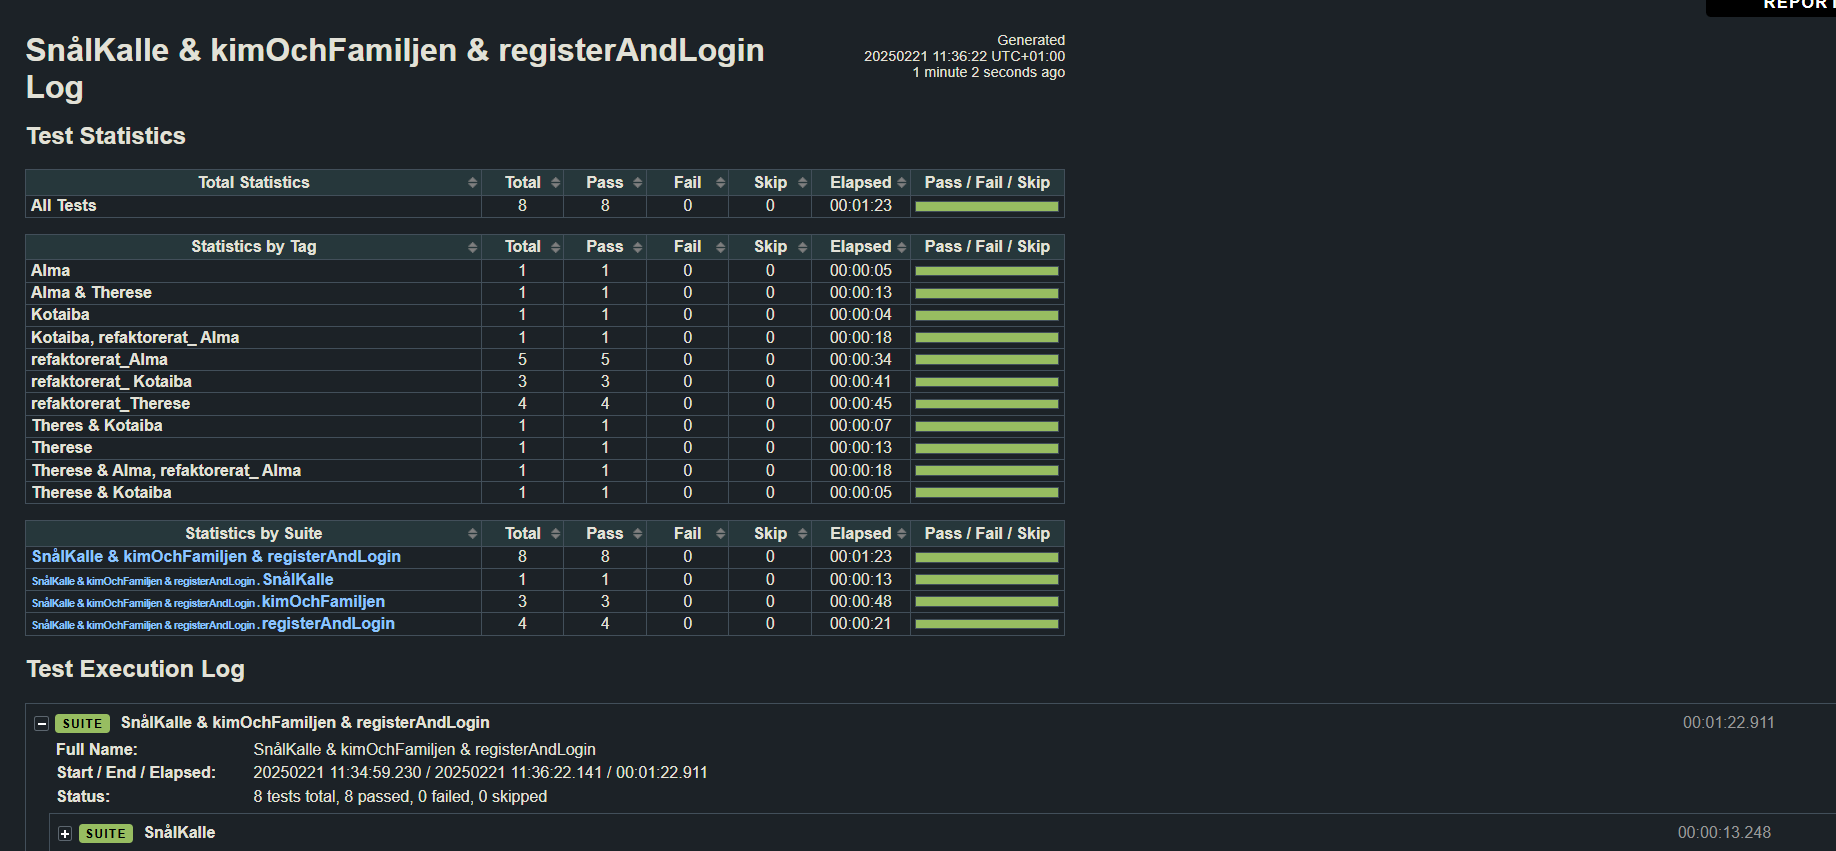 REPORT
SnålKalle & kimOchFamiljen & registerAndLogin
Log
Generated
20250221 11:36:22 UTC+01:00
1 minute 2 seconds ago
Test Statistics
Total Statistics Total Pass Fail Skip Elapsed Pass / Fail / Skip
All Tests 8 8 0 0 00:01:23
Statistics by Tag Total Pass Fail Skip Elapsed Pass / Fail / Skip
Alma 1 1 0 0 00:00:05
Alma & Therese 1 1 0 0 00:00:13
Kotaiba 1 1 0 0 00:00:04
Kotaiba, refaktorerat_ Alma 1 1 0 0 00:00:18
refaktorerat_Alma 5 5 0 0 00:00:34
refaktorerat_ Kotaiba 3 3 0 0 00:00:41
refaktorerat_Therese 4 4 0 0 00:00:45
Theres & Kotaiba 1 1 0 0 00:00:07
Therese 1 1 0 0 00:00:13
Therese & Alma, refaktorerat_ Alma 1 1 0 0 00:00:18
Therese & Kotaiba 1 1 0 0 00:00:05
Statistics by Suite Total Pass Fail Skip Elapsed Pass / Fail / Skip
SnålKalle & kimOchFamiljen & registerAndLogin 8 8 0 0 00:01:23
SnålKalle & kimOchFamiljen & registerAndLogin . SnålKalle 1 1 0 0 00:00:13
SnålKalle & kimOchFamiljen & registerAndLogin . kimOchFamiljen 3 3 0 0 00:00:48
SnålKalle & kimOchFamiljen & registerAndLogin . registerAndLogin 4 4 0 0 00:00:21
Test Execution Log
SUITE SnålKalle & kimOchFamiljen & registerAndLogin 00:01:22.911
Full Name: SnålKalle & kimOchFamiljen & registerAndLogin
Start / End / Elapsed: 20250221 11:34:59.230 / 20250221 11:36:22.141 / 00:01:22.911
Status: 8 tests total, 8 passed, 0 failed, 0 skipped
SUITE SnålKalle 00:00:13.248